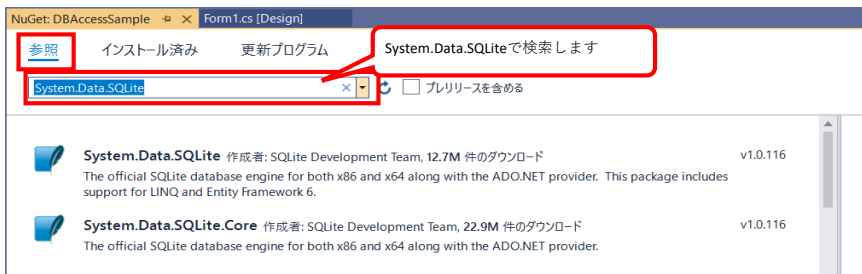 NuGet: DBAccessSample Form1.cs [Design]
参照 インストール済み 更新プログラム
System.Data.SQLiteで検索します
System.Data.SQLite プレリリースを含める
System.Data.SQLite 作成者: SQLite Development Team, 12.7M 件のダウンロード v1.0.116
The official SQLite database engine for both x86 and x64 along with the ADO.NET provider. This package includes
support for LINQ and Entity Framework 6.
System.Data.SQLite.Core 作成者: SQLite Development Team, 22.9M 件のダウンロード v1.0.116
The official SQLite database engine for both x86 and x64 along with the ADO.NET provider.